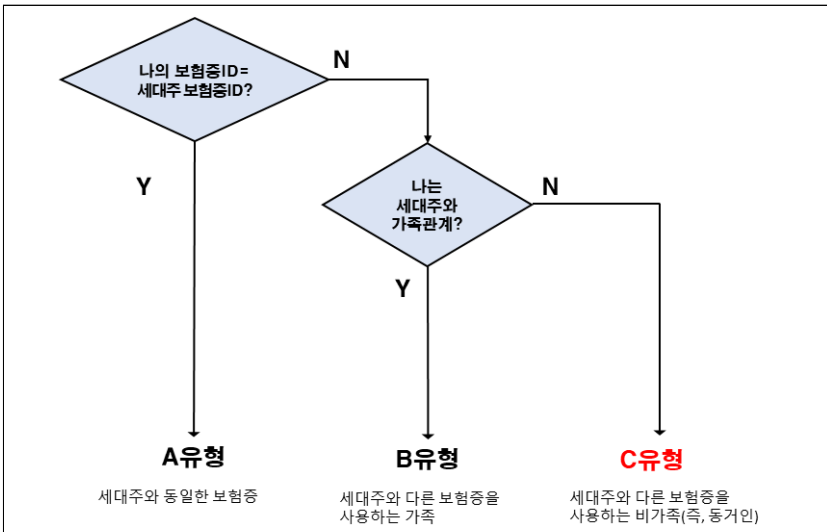 나의 보험증ID=
세대주 보험증ID?
N
Y
나는
세대주와
가족관계?
N
Y
A유형
세대주와 동일한 보험증
B유형
세대주와 다른 보험증을
사용하는 가족
C유형
세대주와 다른 보험증을
사용하는 비가족(즉, 동거인)